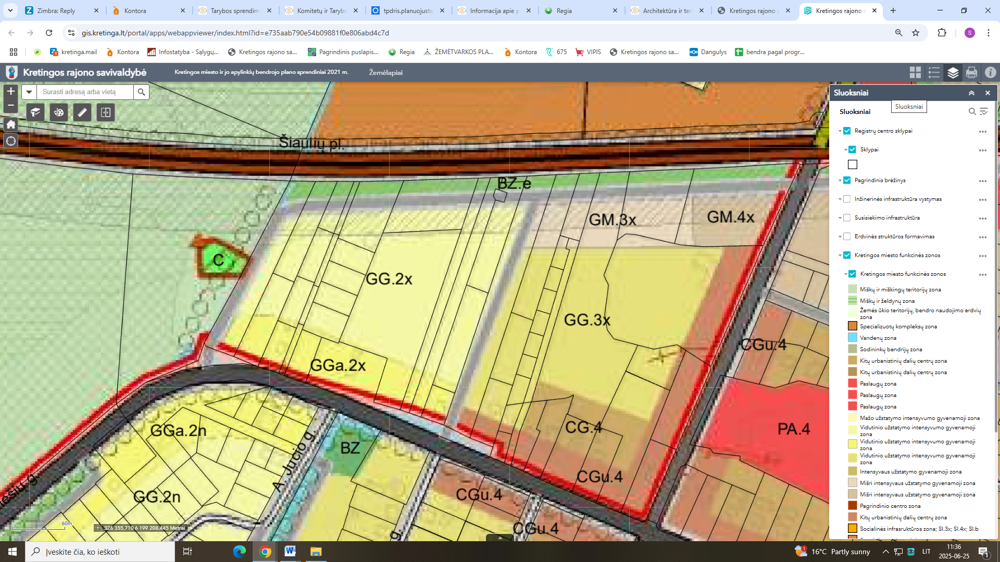 Zimbra: Reply
Kontora
Tarybos sprendim
Komitetų ir Tarybo
tpdris.planuojusta
Informacija apie p
Regia
Architektūra ir ter
Kretingos rajono s
Kretingos rajono s
gis.kretinga.lt/portal/apps/webappviewer/index.html?id=e735aab790e54b09881f0e806abd4c7d
S
kretinga.mail
Kontora
Infostatyba - Sąlygų...
Kretingos rajono sa...
Pagrindinis puslapis...
Regia
ŽEMĖTVARKOS PLA...
Kontora
675
VIPIS
Kretingos rajono sa...
Dangulys
bendra pagal progr...
Kretingos rajono savivaldybė
Kretingos miesto ir jo apylinkių bendrojo plano sprendiniai 2021 m.
Žemėlapiai
Surasti adresą arba vietą
Sluoksniai
Sluoksniai
Sluoksniai
Registrų centro sklypai
Sklypai
Pagrindinis brėžinys
Inžinerinės infrastruktūra vystymas
Susisiekimo infrastruktūra
Erdvinės struktūros formavimas
Kretingos miesto funkcinės zonos
Kretingos miesto funkcinės zonos
Miškų ir miškingų teritorijų zona
Miškų ir želdynų zona
Žemės ūkio teritorijų, bendro naudojimo erdvių
zona
Specializuotų kompleksų zona
Vandenų zona
Sodininkų bendrijų zona
Kitų urbanistinių dalių centrų zona
Kitų urbanistinių dalių centrų zona
Paslaugų zona
Paslaugų zona
Paslaugų zona
Mažo užstatymo intensyvumo gyvenamoji zona
Vidutinio užstatymo intensyvumo gyvenamoji
zona
Vidutinio užstatymo intensyvumo gyvenamoji
zona
Vidutinio užstatymo intensyvumo gyvenamoji
zona
Intensyvaus užstatymo gyvenamoji zona
Mišri intensyvaus užstatymo gyvenamoji zona
Mišri intensyvaus užstatymo gyvenamoji zona
Pagrindinio centro zona
Kitų urbanistinių dalių centrų zona
Socialinės infrasruktūros zona; SI.3x; SI.4x; SI.b
Šiaulių pl.
BZ.e
GM.3x
GM.4x
C
GG.2x
GG.3x
CGu.4
GGa.2x
CG.4
PA.4
GGa.2n
BZ
A. Jucio g.
CGu.4
GG.2n
CGu.4
CGu.4
g.
60m
326 355,710 6 199 208,445 Metrai
Įveskite čia, ko ieškoti
1
16°C Partly sunny
LIT
11:36
2025-06-25
1